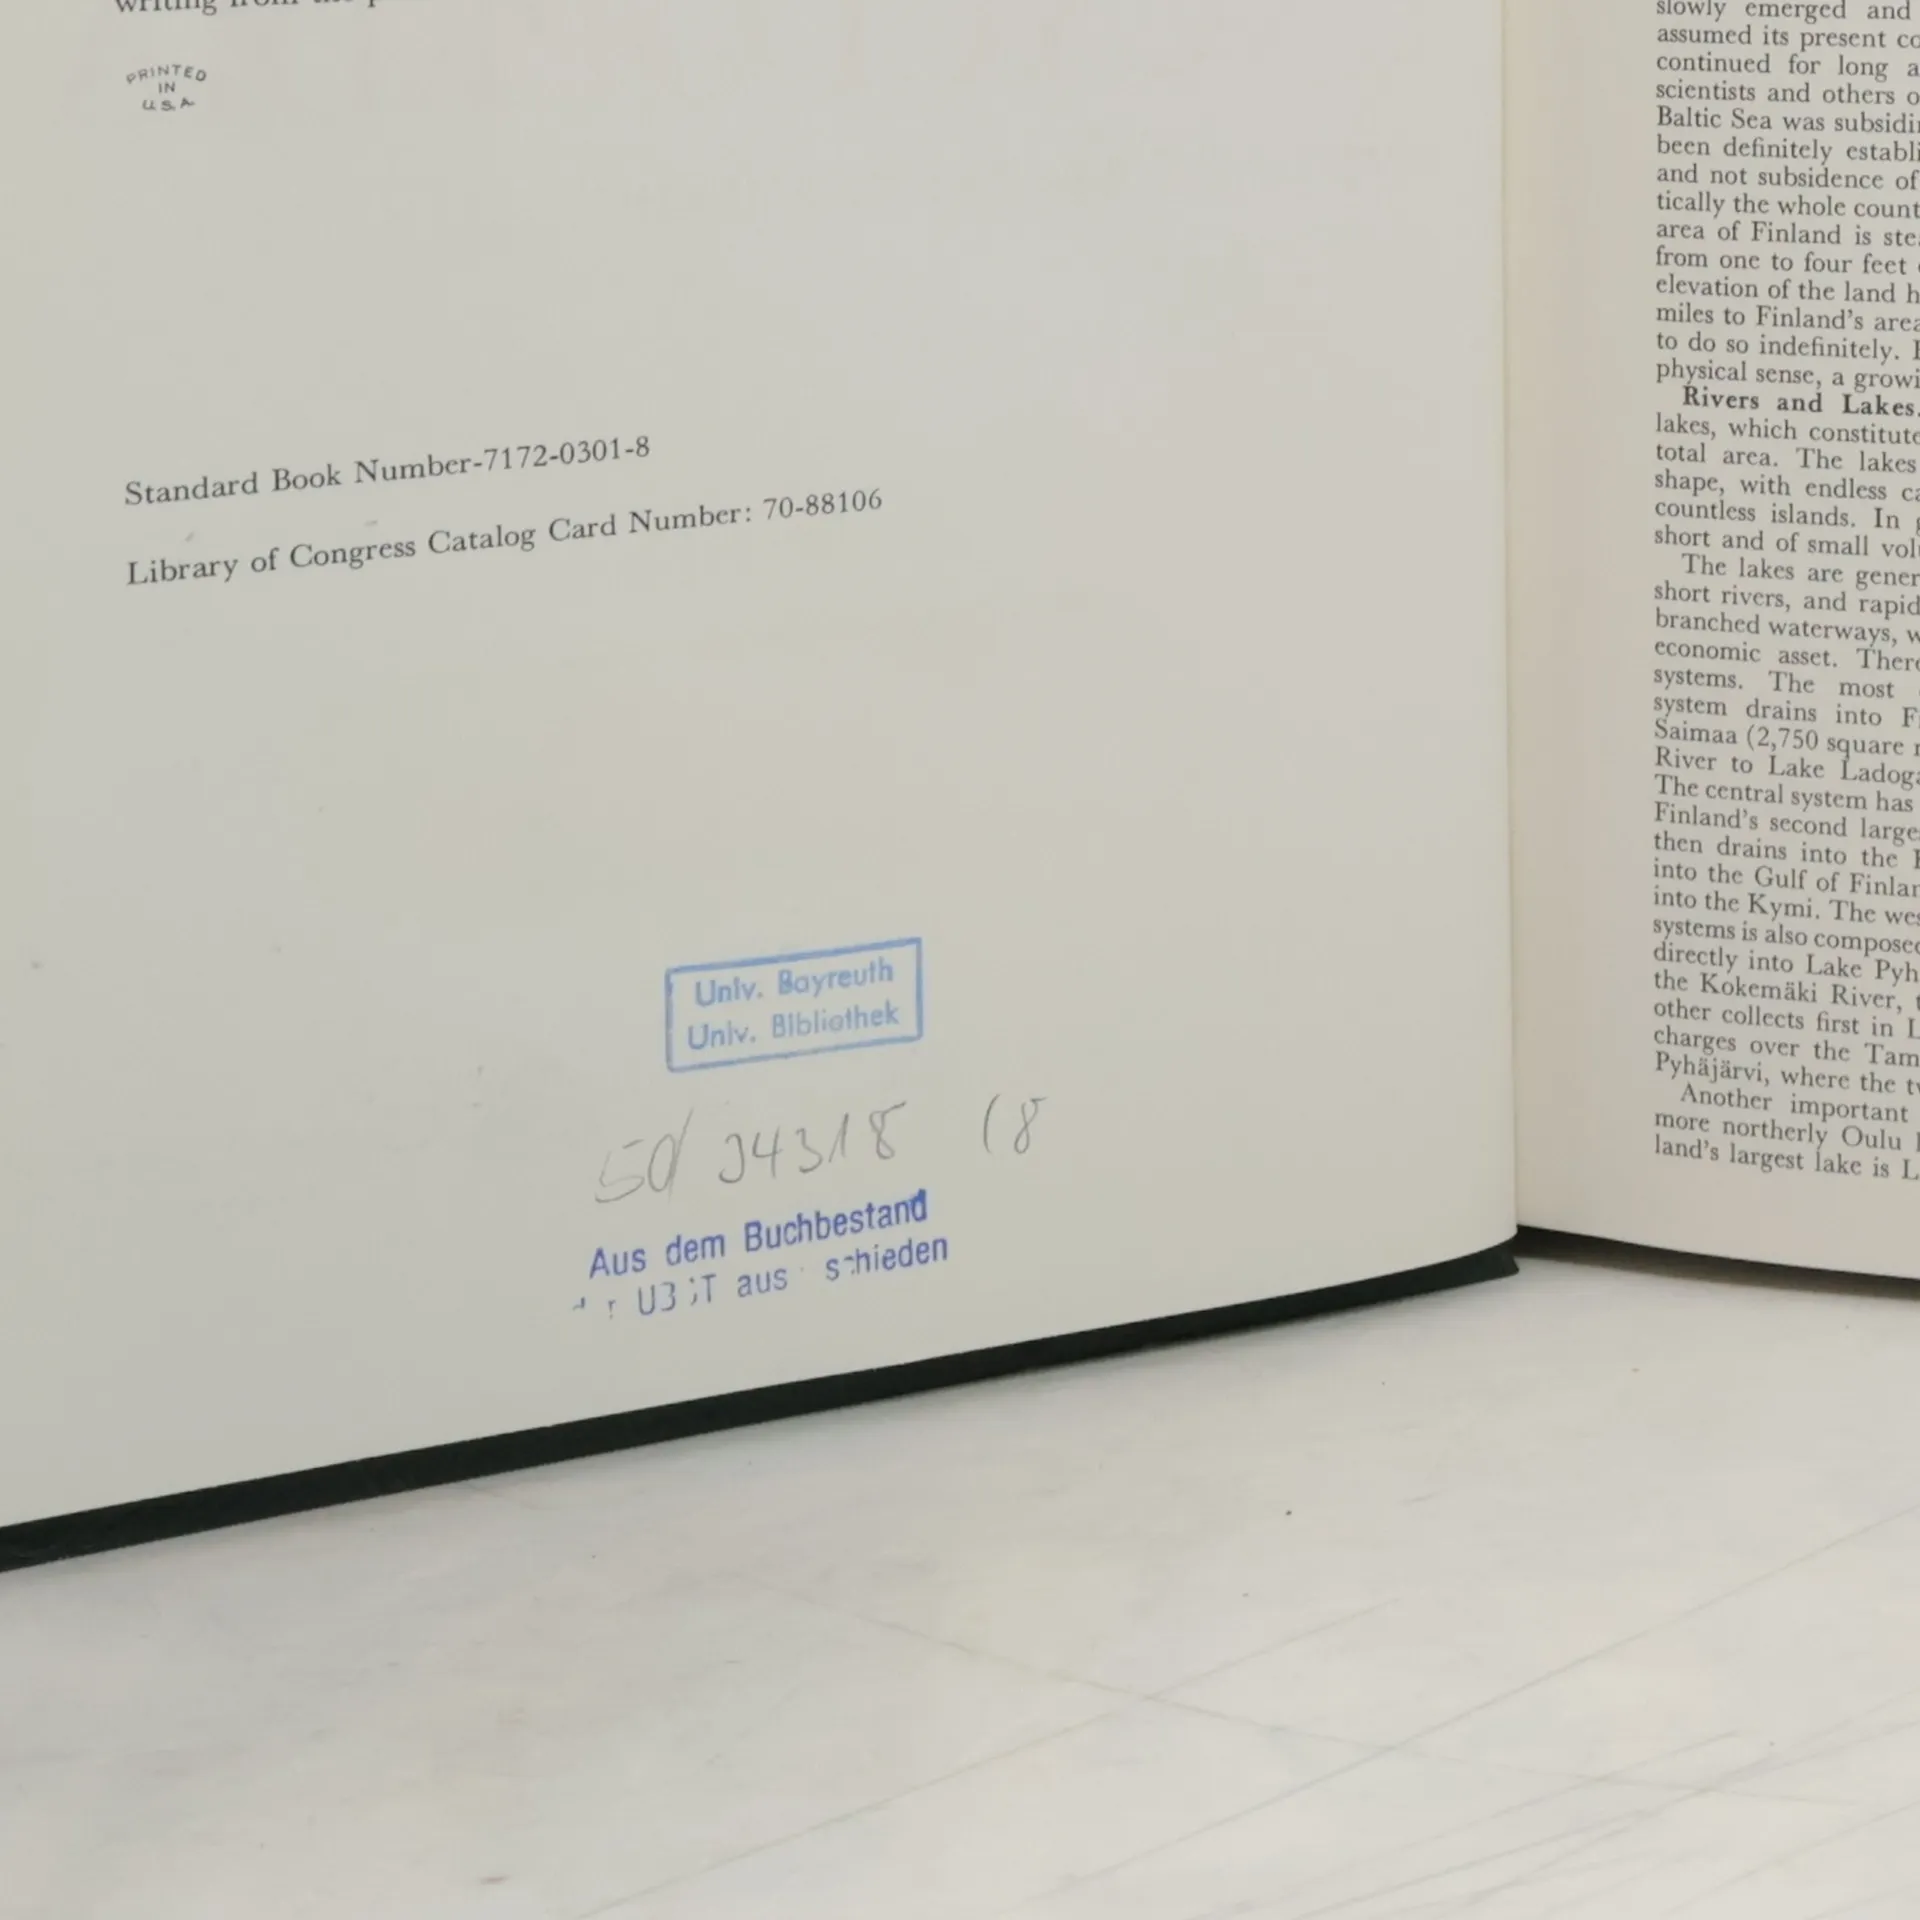 writing from the
PRINTED
IN
U.S.A.
Standard Book Number-7172-0301-8
Library of Congress Catalog Card Number: 70-88106
Univ. Bayreuth
Univ. Bibliothek
50/ 34318 (8
Aus dem Buchbestand
aus schieden
slowly emerged and
assumed its present
continued for long
scientists and others
Baltic Sea was
been definitely
and not subsidence of
tically the whole
area of Finland is
from one to four feet
elevation of the land
miles to Finland's
to do so indefinitely.
physical sense, a
Rivers and Lakes.
lakes, which
total area. The lakes
shape, with endless
countless islands. In
short and of small
The lakes are
short rivers, and
branched waterways,
economic asset.
systems. The most
system drains into
Saimaa (2,750 square
River to Lake
The central system has
Finland's second
then drains into the
into the Gulf of
into the Kymi. The
systems is also
directly into Lake
the Kokemäki River,
other collects first in
charges over the
Pyhäjärvi, where the
Another important
more northerly Oulu
land's largest lake is